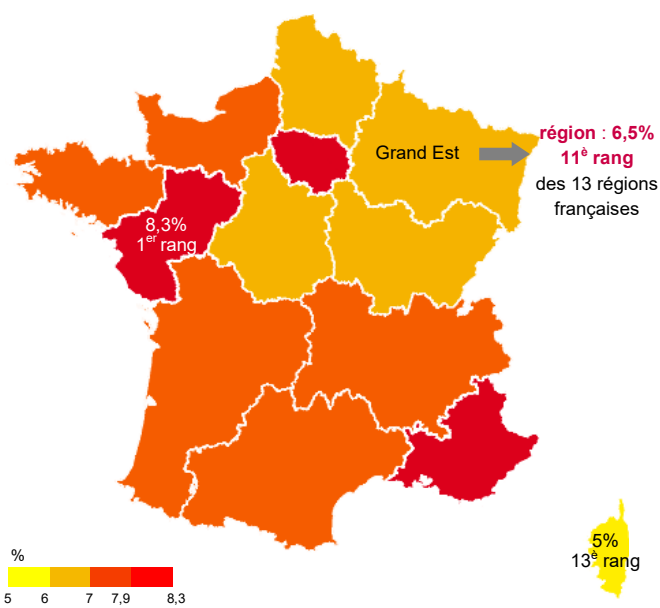 région : 6,5%
Grand Est
11è rang
des 13 régions
françaises
8,3%
1er rang
5%
13è rang
%
5 6 7 7,9 8,3